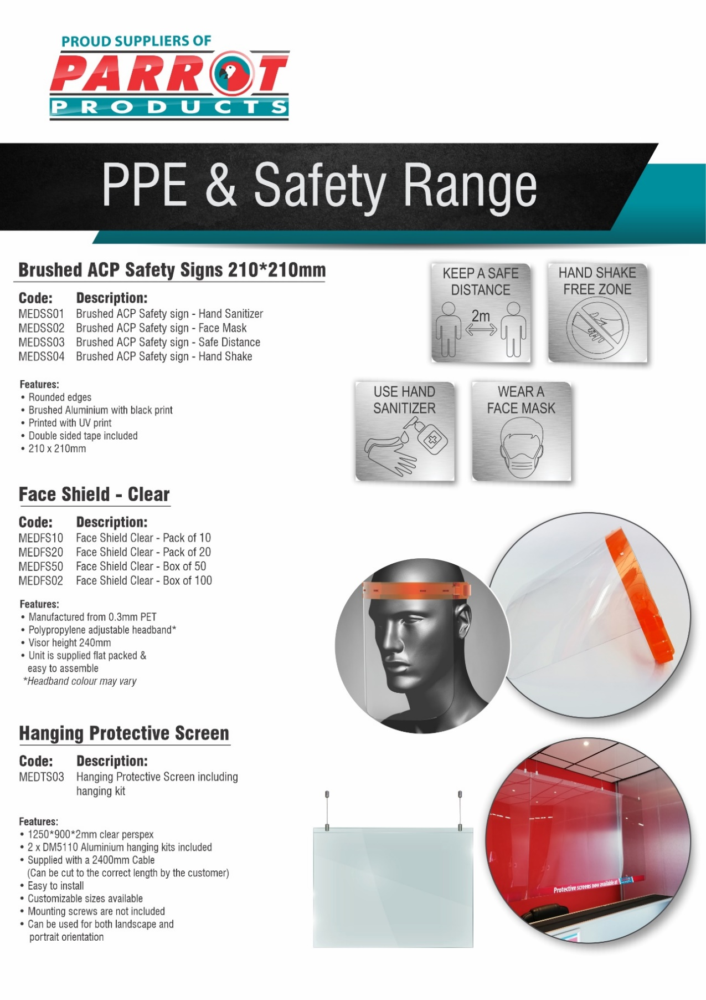 PROUD SUPPLIERS OF
PARROT
PRODUCTS
PPE & Safety Range
Brushed ACP Safety Signs 210*210mm
Code: Description:
MEDSS01 Brushed ACP Safety sign - Hand Sanitizer
MEDSS02 Brushed ACP Safety sign - Face Mask
MEDSS03 Brushed ACP Safety sign - Safe Distance
MEDSS04 Brushed ACP Safety sign - Hand Shake
Features:
• Rounded edges
• Brushed Aluminium with black print
• Printed with UV print
• Double sided tape included
• 210 x 210mm
KEEP A SAFE
DISTANCE
2m
HAND SHAKE
FREE ZONE
USE HAND
SANITIZER
WEAR A
FACE MASK
Face Shield - Clear
Code: Description:
MEDFS10 Face Shield Clear - Pack of 10
MEDFS20 Face Shield Clear - Pack of 20
MEDFS50 Face Shield Clear - Box of 50
MEDFS02 Face Shield Clear - Box of 100
Features:
• Manufactured from 0.3mm PET
• Polypropylene adjustable headband*
• Visor height 240mm
• Unit is supplied flat packed &
easy to assemble
*Headband colour may vary
Hanging Protective Screen
Code: Description:
MEDTS03 Hanging Protective Screen including
hanging kit
Features:
• 1250*900*2mm clear perspex
• 2 x DM5110 Aluminium hanging kits included
• Supplied with a 2400mm Cable
(Can be cut to the correct length by the customer)
• Easy to install
• Customizable sizes available
• Mounting screws are not included
• Can be used for both landscape and
portrait orientation
Protective screens now available at